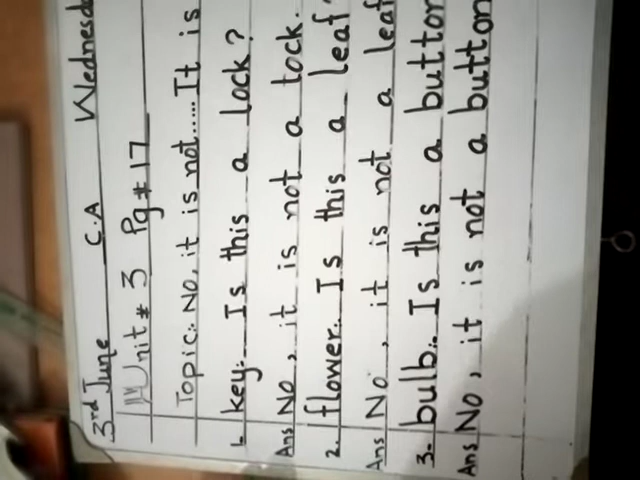 3rd June C.A Wednesd
Unit # 3 Pg # 17
Topic:. No, it is not..... It is
1. key:. Is this a lock?
Ans No, it is not a lock.
2. flower:. Is this a leaf?
Ans No, it is not a leaf
3. bulb:. Is this a button
Ans No, it is not a button